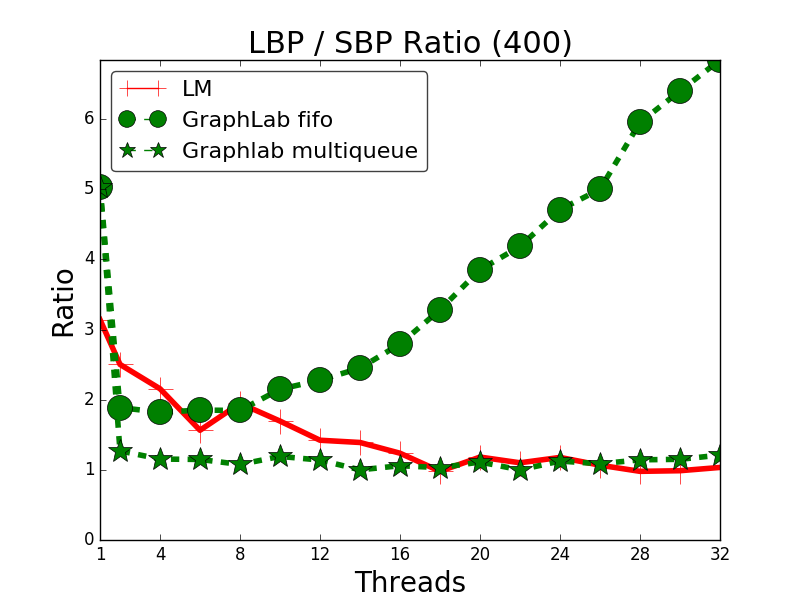 LBP / SBP Ratio (400)
LM
GraphLab fifo
Graphlab multiqueue
Ratio
6
5
4
3
2
1
0
1 4 8 12 16 20 24 28 32
Threads